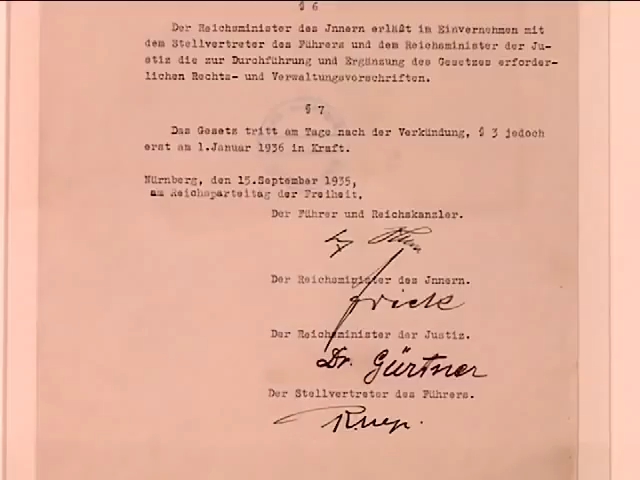 § 6
Der Reichsminister des Jnnern erläßt im Einvernehmen mit
dem Stellvertreter des Führers und dem Reichsminister der Ju-
stiz die zur Durchführung und Ergänzung des Gesetzes erforder-
lichen Rechts- und Verwaltungsvorschriften.
§ 7
Das Gesetz tritt am Tage nach der Verkündung, § 3 jedoch
erst am 1.Januar 1936 in Kraft.
Nürnberg, den 15.September 1935,
am Reichsparteitag der Freiheit.
Der Führer und Reichskanzler.
Der Reichsminister des Jnnern.
Frick
Der Reichsminister der Justiz.
Dr. Gürtner
Der Stellvertreter des Führers.